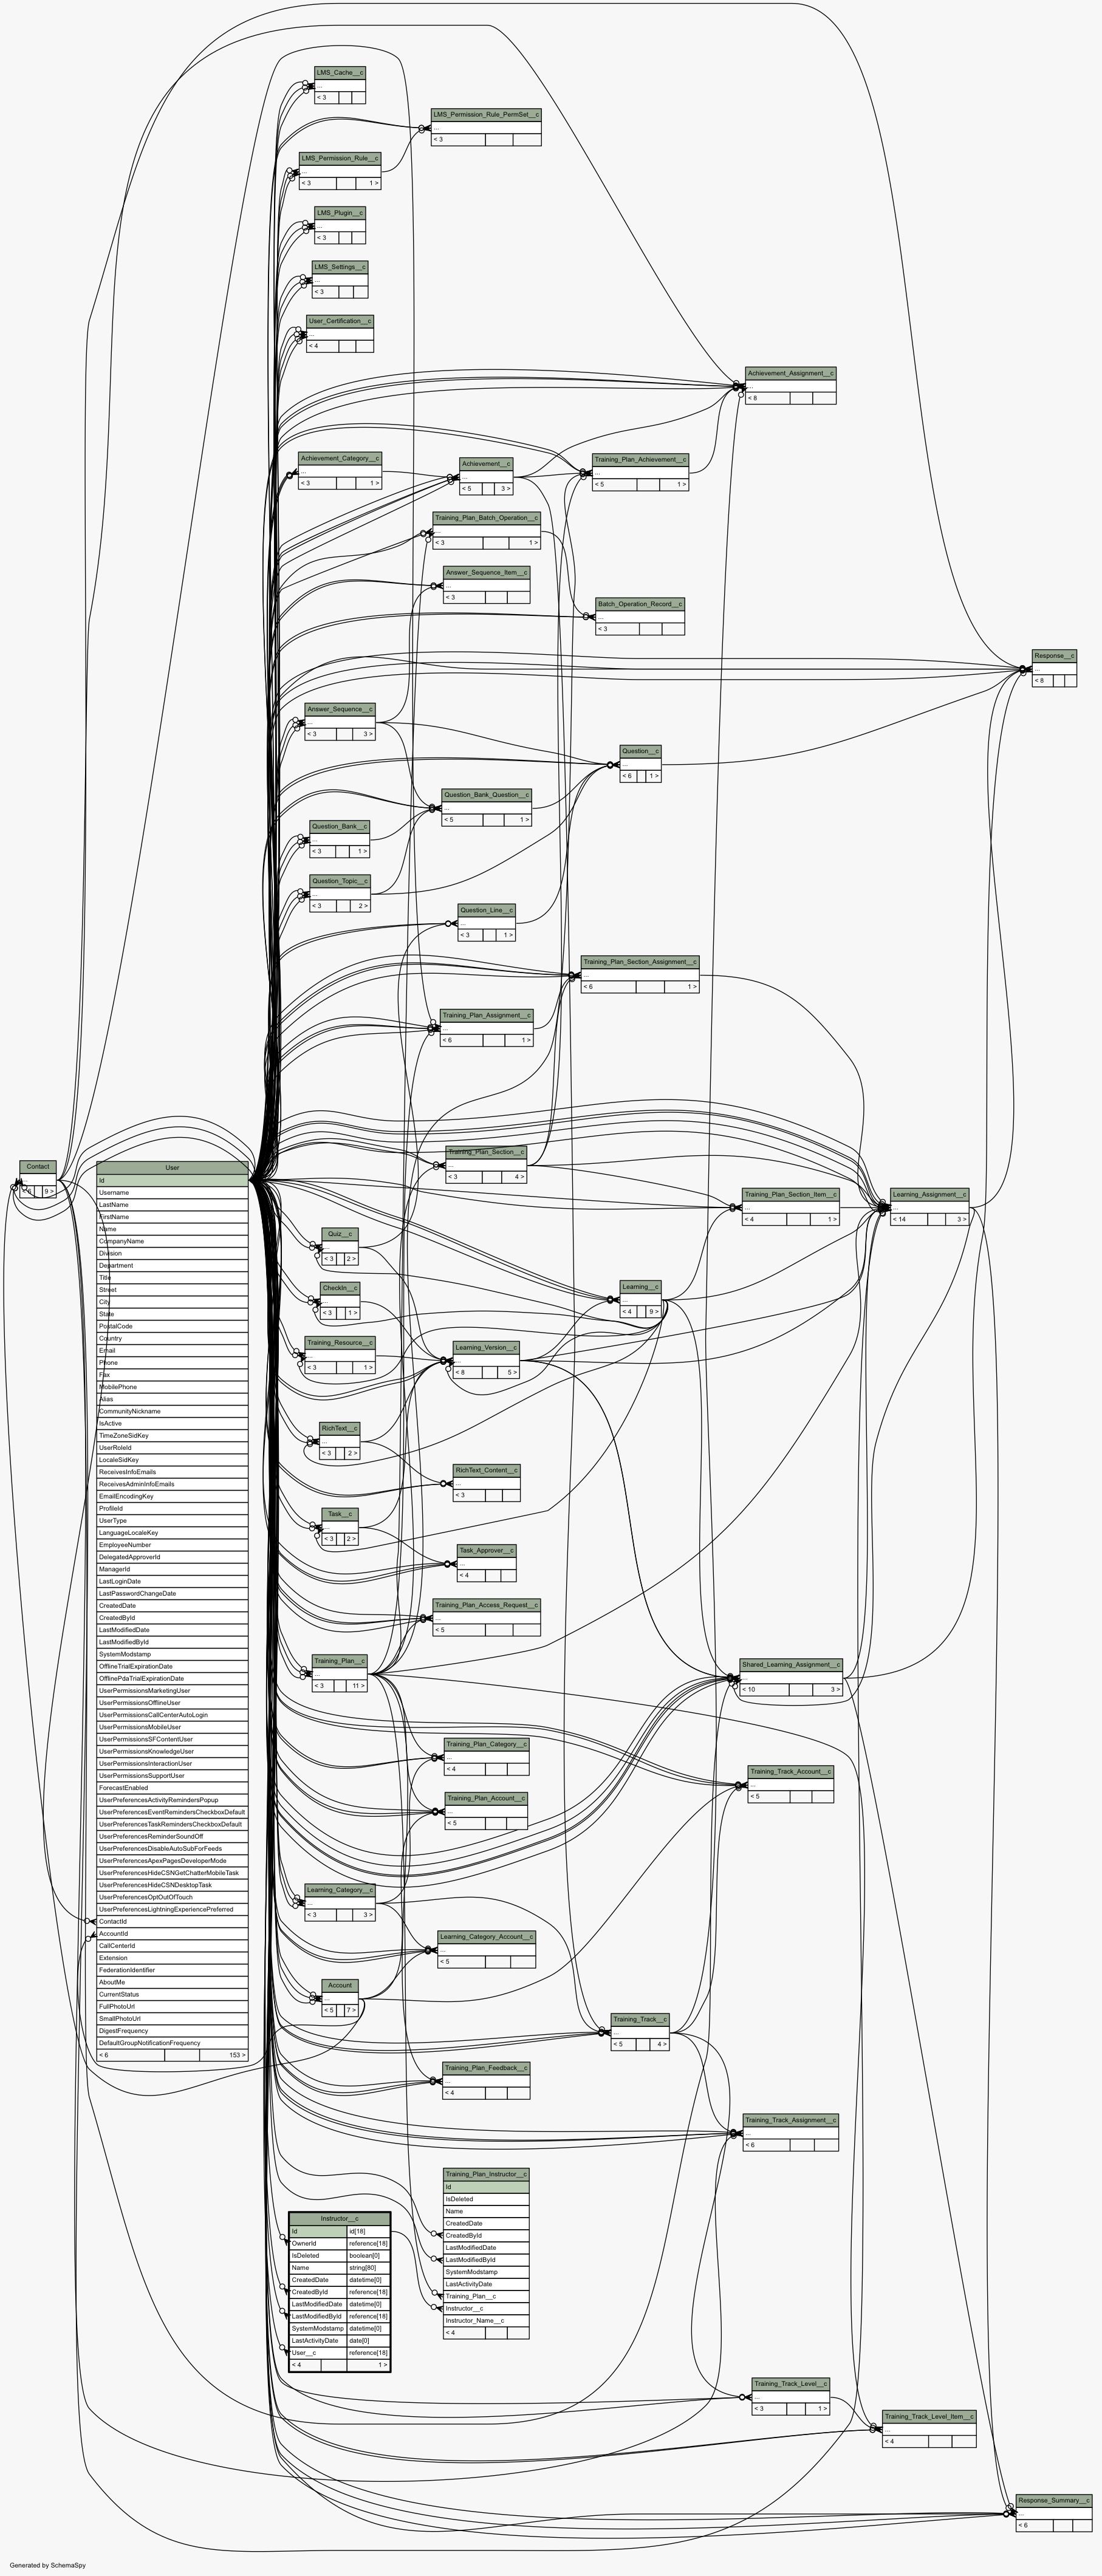 LMS_Cache__c
...
< 3
LMS_Permission_Rule_PermSet__c
...
< 3
LMS_Permission_Rule__c
...
< 3 1 >
LMS_Plugin__c
...
< 3
LMS_Settings__c
...
< 3
User_Certification__c
...
< 4
Achievement_Assignment__c
...
< 8
Achievement_Category__c
...
< 3 1 >
Achievement__c
...
< 5 3 >
Training_Plan_Achievement__c
...
< 5 1 >
Training_Plan_Batch_Operation__c
...
< 3 1 >
Answer_Sequence_Item__c
...
< 3
Batch_Operation_Record__c
...
< 3
Response__c
...
< 8
Answer_Sequence__c
...
< 3 3 >
Question__c
...
< 6 1 >
Question_Bank_Question__c
...
< 5 1 >
Question_Bank__c
...
< 3 1 >
Question_Topic__c
...
< 3 2 >
Question_Line__c
...
< 3 1 >
Training_Plan_Section_Assignment__c
...
< 6 1 >
Training_Plan_Assignment__c
...
< 6 1 >
Training_Plan_Section__c
...
< 3 4 >
Training_Plan_Section_Item__c
...
< 4 1 >
Learning_Assignment__c
...
< 14 3 >
Contact
...
9 >
User
Id
Username
LastName
FirstName
Name
CompanyName
Division
Department
Title
Street
City
State
PostalCode
Country
Email
Phone
Fax
MobilePhone
Alias
CommunityNickname
IsActive
TimeZoneSidKey
UserRoleId
LocaleSidKey
ReceivesInfoEmails
ReceivesAdminInfoEmails
EmailEncodingKey
ProfileId
UserType
LanguageLocaleKey
EmployeeNumber
DelegatedApproverId
ManagerId
LastLoginDate
LastPasswordChangeDate
CreatedDate
CreatedById
LastModifiedDate
LastModifiedById
SystemModstamp
OfflineTrialExpirationDate
OfflinePdaTrialExpirationDate
UserPermissionsMarketingUser
UserPermissionsOfflineUser
UserPermissionsCallCenterAutoLogin
UserPermissionsMobileUser
UserPermissionsSFContentUser
UserPermissionsKnowledgeUser
UserPermissionsInteractionUser
UserPermissionsSupportUser
ForecastEnabled
UserPreferencesActivityRemindersPopup
UserPreferencesEventRemindersCheckboxDefault
UserPreferencesTaskRemindersCheckboxDefault
UserPreferencesReminderSoundOff
UserPreferencesDisableAutoSubForFeeds
UserPreferencesApexPagesDeveloperMode
UserPreferencesHideCSNGetChatterMobileTask
UserPreferencesHideCSNDesktopTask
UserPreferencesOptOutOfTouch
UserPreferencesLightningExperiencePreferred
ContactId
AccountId
CallCenterId
Extension
FederationIdentifier
AboutMe
CurrentStatus
FullPhotoUrl
SmallPhotoUrl
DigestFrequency
DefaultGroupNotificationFrequency
< 6 153 >
Quiz__c
...
< 3 2 >
CheckIn__c
...
< 3 1 >
Learning__c
...
< 4 9 >
Training_Resource__c
...
< 3 1 >
Learning_Version__c
...
< 8 5 >
RichText__c
...
< 3 2 >
RichText_Content__c
...
< 3
Task__c
...
< 3 2 >
Task_Approver__c
...
< 4
Training_Plan_Access_Request__c
...
< 5
Training_Plan__c
...
< 3 11 >
Shared_Learning_Assignment__c
...
< 10 3 >
Training_Plan_Category__c
...
< 4
Training_Track_Account__c
...
< 5
Training_Plan_Account__c
...
< 5
Learning_Category__c
...
< 3 3 >
Learning_Category_Account__c
...
< 5
Account
...
< 5 7 >
Training_Track__c
...
< 5 4 >
Training_Plan_Feedback__c
...
< 4
Training_Track_Assignment__c
...
< 6
Training_Plan_Instructor__c
Id
IsDeleted
Name
CreatedDate
CreatedById
LastModifiedDate
LastModifiedById
SystemModstamp
LastActivityDate
Training_Plan__c
Instructor__c
Instructor_Name__c
< 4
Instructor__c
Id id[18]
OwnerId reference[18]
IsDeleted boolean[0]
Name string[80]
CreatedDate datetime[0]
CreatedById reference[18]
LastModifiedDate datetime[0]
LastModifiedById reference[18]
SystemModstamp datetime[0]
LastActivityDate date[0]
User__c reference[18]
< 4 1 >
Training_Track_Level__c
...
< 3 1 >
Training_Track_Level_Item__c
...
< 4
Response_Summary__c
...
< 6
Generated by SchemaSpy